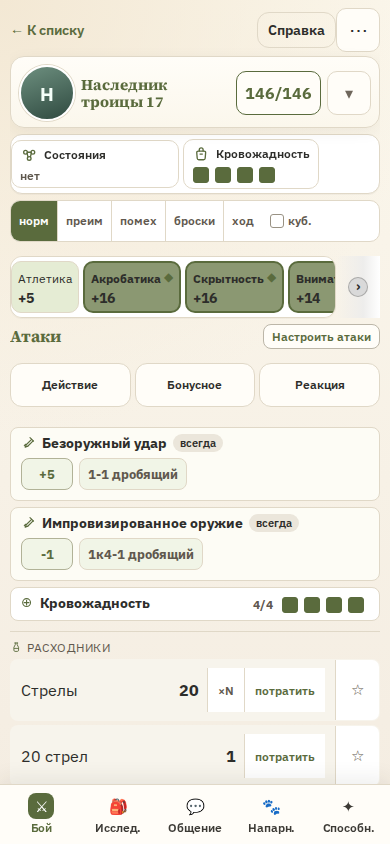 ← К списку
Справка
...
Н
Наследник
троицы 17
146/146
▼
Состояния
нет
Кровожадность
норм
преим
помех
броски
ход
куб.
Атлетика
+5
Акробатика
+16
Скрытность
+16
Внима
+14
Атаки
Настроить атаки
Действие
Бонусное
Реакция
Безоружный удар
всегда
+5
1-1 дробящий
Импровизированное оружие
всегда
-1
1к4-1 дробящий
Кровожадность
4/4
РАСХОДНИКИ
Стрелы
20
×N
потратить
20 стрел
1
потратить
Бой
Исслед.
Общение
Напарн.
Способн.